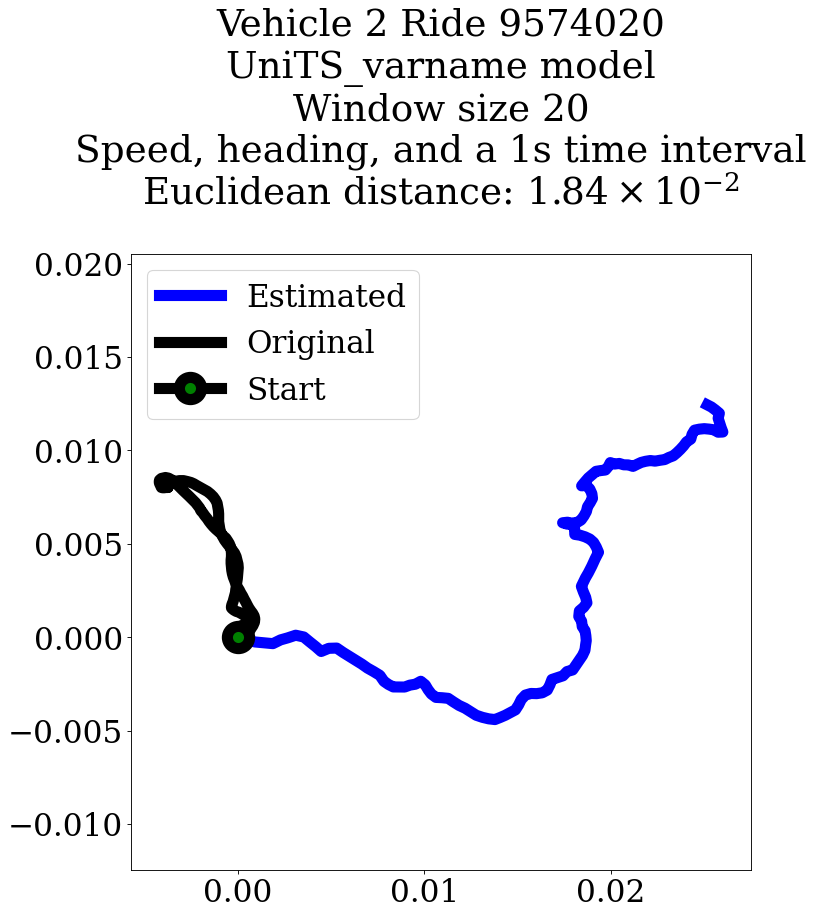 Vehicle 2 Ride 9574020
UniTS_varname model
Window size 20
Speed, heading, and a 1s time interval
Euclidean distance: 1.84 × 10⁻²
Estimated
Original
Start
0.020
0.015
0.010
0.005
0.000
−0.005
−0.010
0.00 0.01 0.02